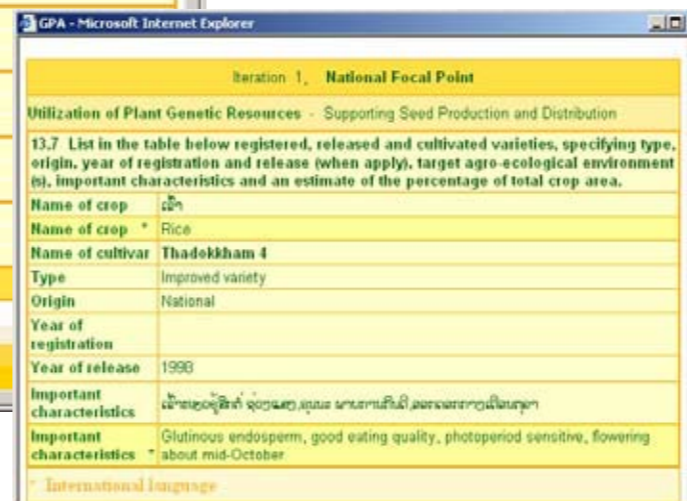 GPA - Microsoft Internet Explorer
Iteration 1, National Focal Point
Utilization of Plant Genetic Resources - Supporting Seed Production and Distribution
13.7 List in the table below registered, released and cultivated varieties, specifying type,
origin, year of registration and release (when apply), target agro-ecological environment
(s), important characteristics and an estimate of the percentage of total crop area.
Name of crop ເຂົ້າ
Name of crop * Rice
Name of cultivar Thadokkham 4
Type Improved variety
Origin National
Year of
registration
Year of release 1998
Important
characteristics
Important Glutinous endosperm, good eating quality, photoperiod sensitive, flowering
characteristics * about mid-October
* International language